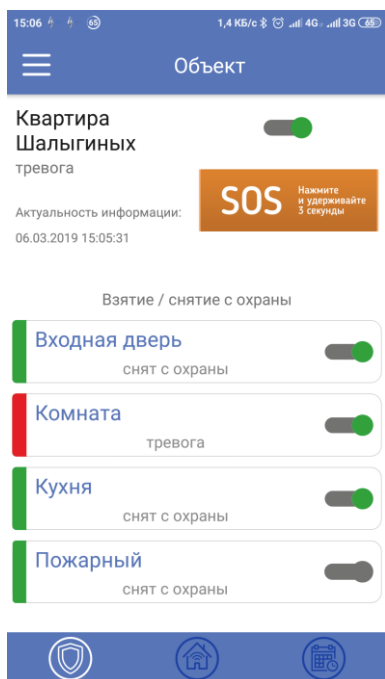 15:06 65 1,4 КБ/с 4G 3G 65
Объект
Квартира
Шалыгиных
тревога
SOS Нажмите
и удерживайте
3 секунды
Актуальность информации:
06.03.2019 15:05:31
Взятие / снятие с охраны
Входная дверь
снят с охраны
Комната
тревога
Кухня
снят с охраны
Пожарный
снят с охраны